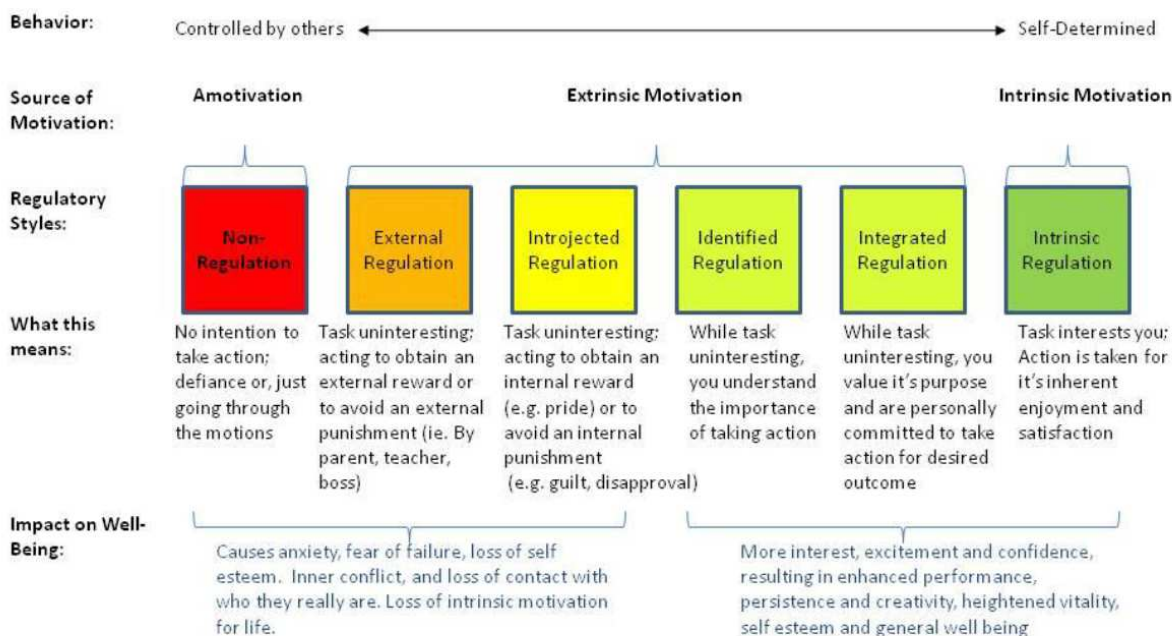 Behavior:
Controlled by others
Self-Determined
Source of
Motivation:
Amotivation
Extrinsic Motivation
Intrinsic Motivation
Regulatory
Styles:
Non-
Regulation
External
Regulation
Introjected
Regulation
Identified
Regulation
Integrated
Regulation
Intrinsic
Regulation
What this
means:
No intention to
take action;
defiance or, just
going through
the motions
Task uninteresting;
acting to obtain an
external reward or
to avoid an external
punishment (ie. By
parent, teacher,
boss)
Task uninteresting;
acting to obtain an
internal reward
(e.g. pride) or to
avoid an internal
punishment
(e.g. guilt, disapproval)
While task
uninteresting,
you understand
the importance
of taking action
While task
uninteresting, you
value it's purpose
and are personally
committed to take
action for desired
outcome
Task interests you;
Action is taken for
it's inherent
enjoyment and
satisfaction
Impact on Well-
Being:
Causes anxiety, fear of failure, loss of self
esteem. Inner conflict, and loss of contact with
who they really are. Loss of intrinsic motivation
for life.
More interest, excitement and confidence,
resulting in enhanced performance,
persistence and creativity, heightened vitality,
self esteem and general well being